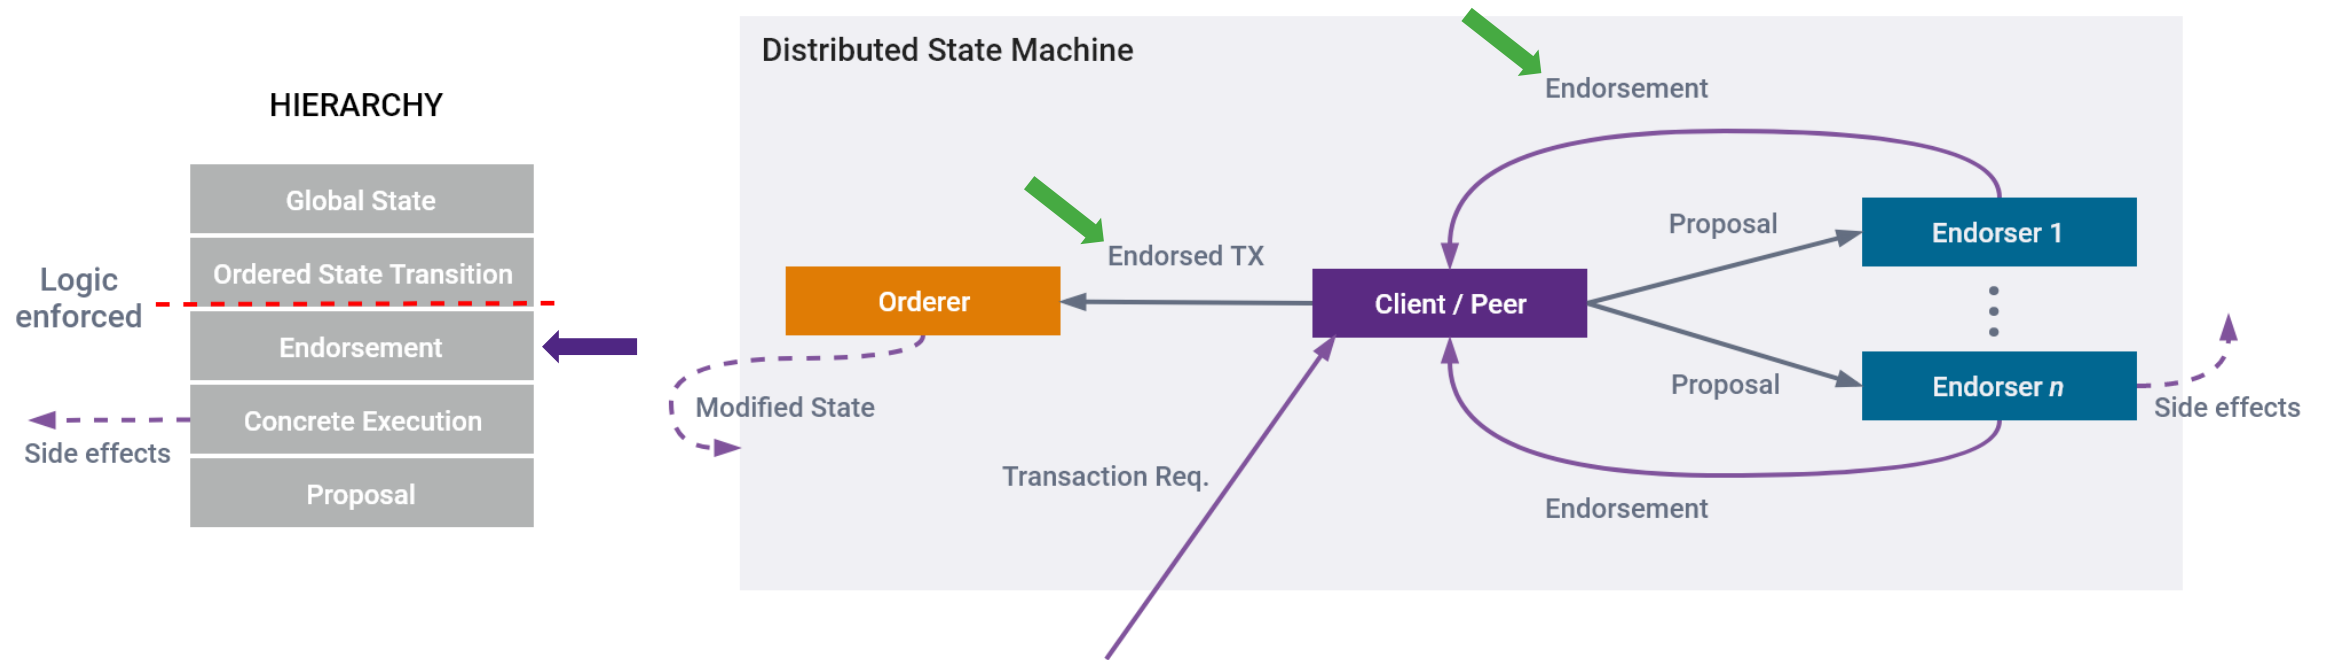 HIERARCHY
Global State
Ordered State Transition
Logic
enforced
Endorsement
Concrete Execution
Side effects
Proposal
Distributed State Machine
Endorsement
Endorsed TX
Proposal
Endorser 1
Orderer
Client / Peer
Proposal
Endorser n
Modified State
Side effects
Transaction Req.
Endorsement